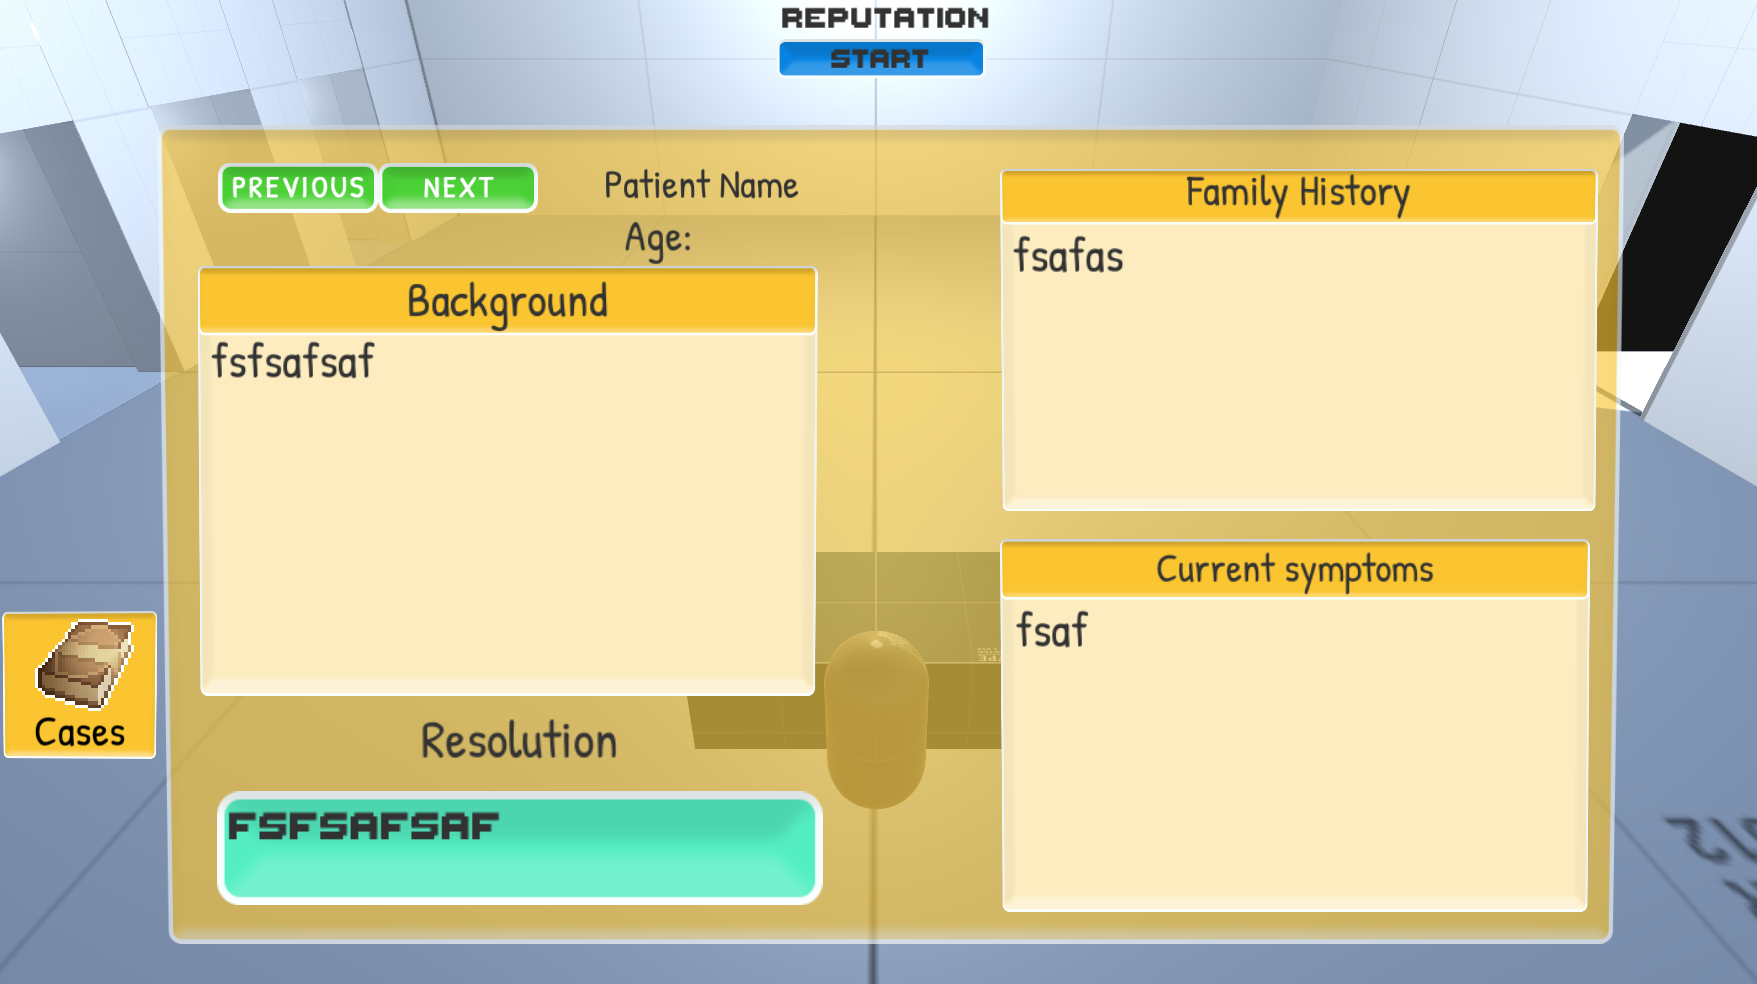 REPUTATION
START
PREVIOUS
NEXT
Patient Name
Age:
Background
fsfsafsaf
Family History
fsafas
Current symptoms
fsaf
Cases
Resolution
FSFSAFSAF